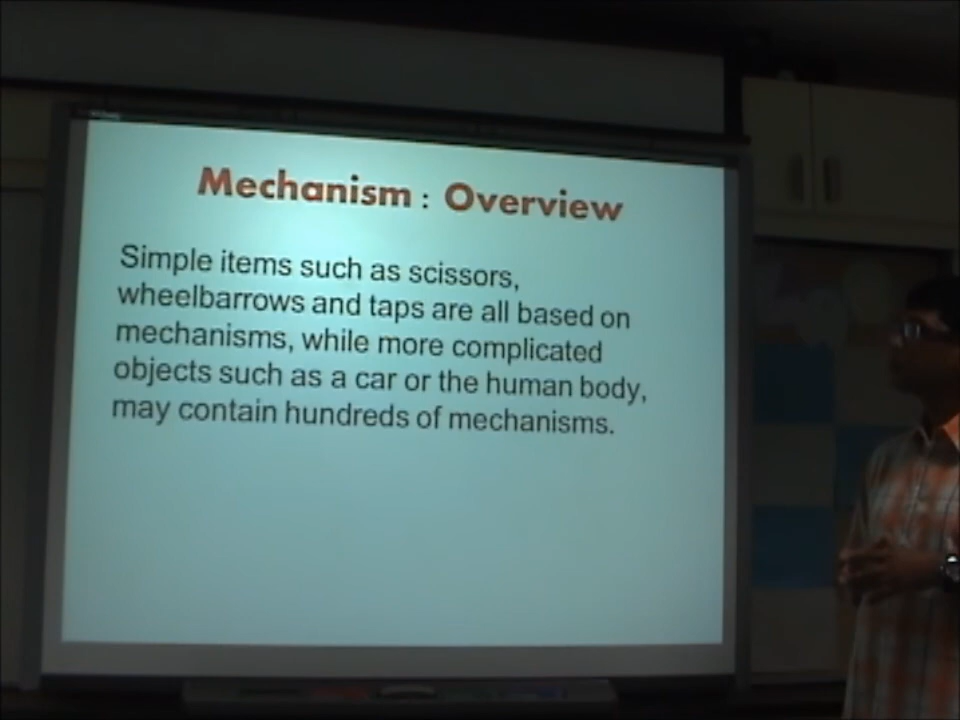 Mechanism : Overview
Simple items such as scissors,
wheelbarrows and taps are all based on
mechanisms, while more complicated
objects such as a car or the human body,
may contain hundreds of mechanisms.